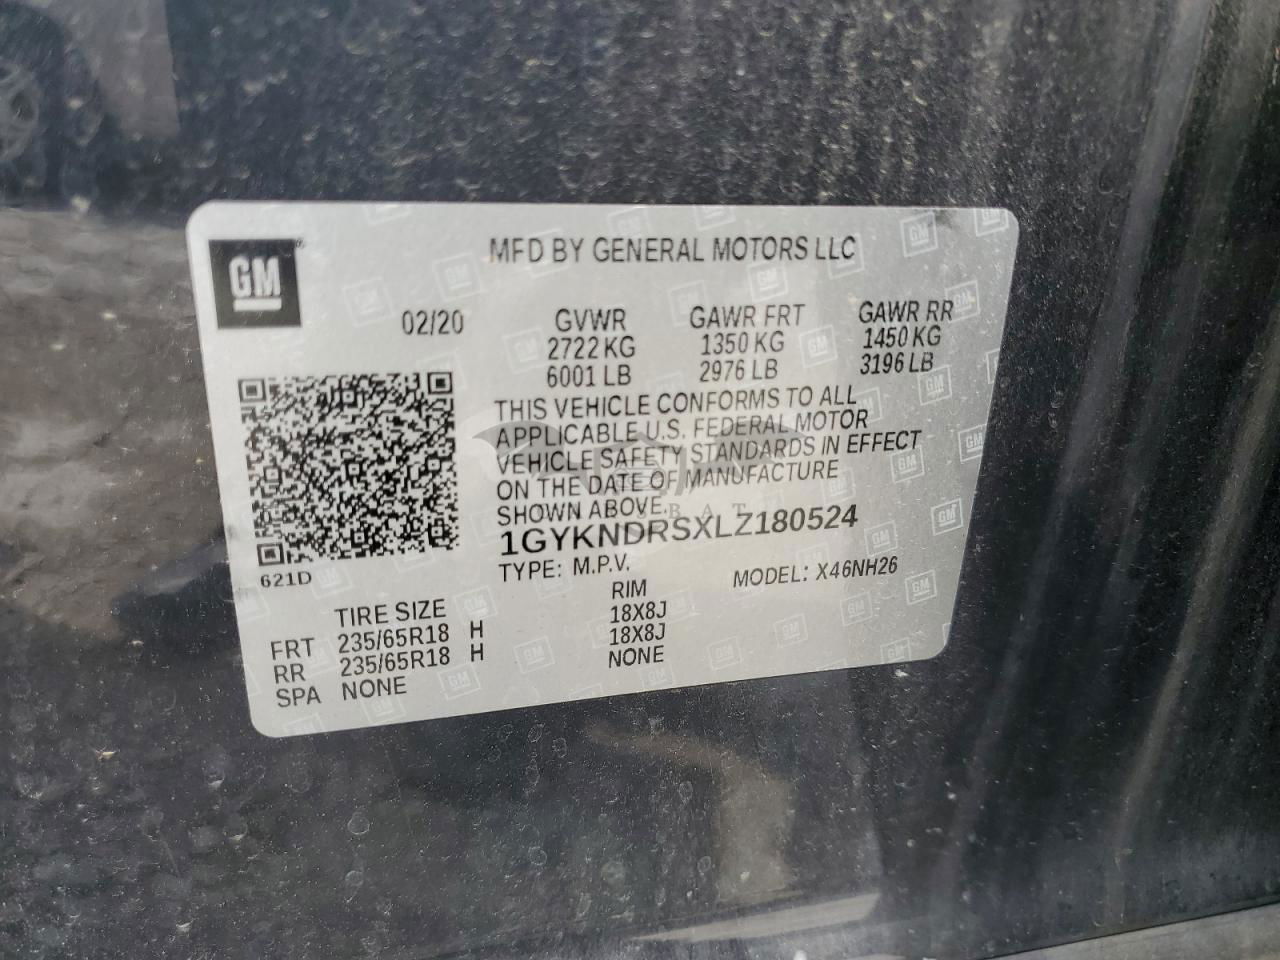 GM
MFD BY GENERAL MOTORS LLC
02/20
GVWR GAWR FRT GAWR RR
2722 KG 1350 KG 1450 KG
6001 LB 2976 LB 3196 LB
THIS VEHICLE CONFORMS TO ALL
APPLICABLE U.S. FEDERAL MOTOR
VEHICLE SAFETY STANDARDS IN EFFECT
ON THE DATE OF MANUFACTURE
SHOWN ABOVE.
1GYKNDRSXLZ180524
621D
TYPE: M.P.V. MODEL: X46NH26
TIRE SIZE RIM
FRT 235/65R18 H 18X8J
RR 235/65R18 H 18X8J
SPA NONE NONE